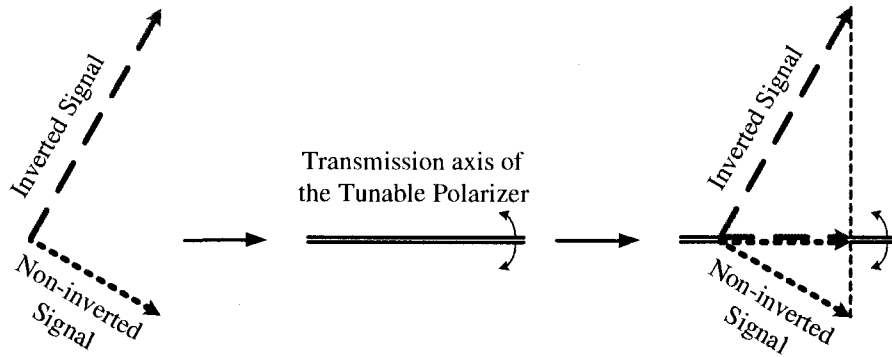 Inverted Signal
Non-inverted
Signal
Transmission axis of
the Tunable Polarizer
Inverted Signal
Non-inverted
Signal